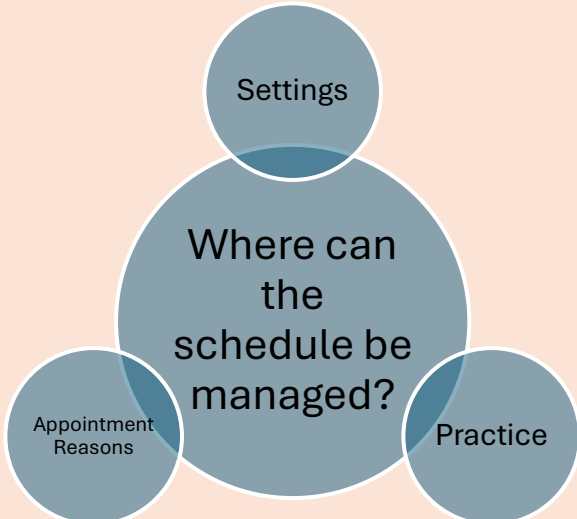 Settings
Where can
the
schedule be
managed?
Appointment
Reasons
Practice